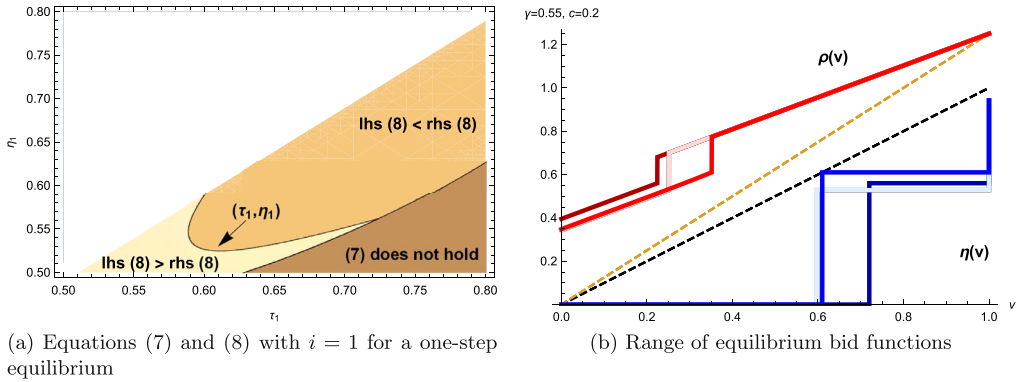 0.80
0.75
0.70
0.65
0.60
0.55
0.50
η₁
lhs (8) < rhs (8)
(τ₁,η₁)
lhs (8) > rhs (8)
(7) does not hold
0.50 0.55 0.60 0.65 0.70 0.75 0.80
τ₁
(a) Equations (7) and (8) with i = 1 for a one-step
equilibrium
γ=0.55, c=0.2
1.2
1.0
0.8
0.6
0.4
0.2
ρ(v)
η(v)
0.0 0.2 0.4 0.6 0.8 1.0
v
(b) Range of equilibrium bid functions